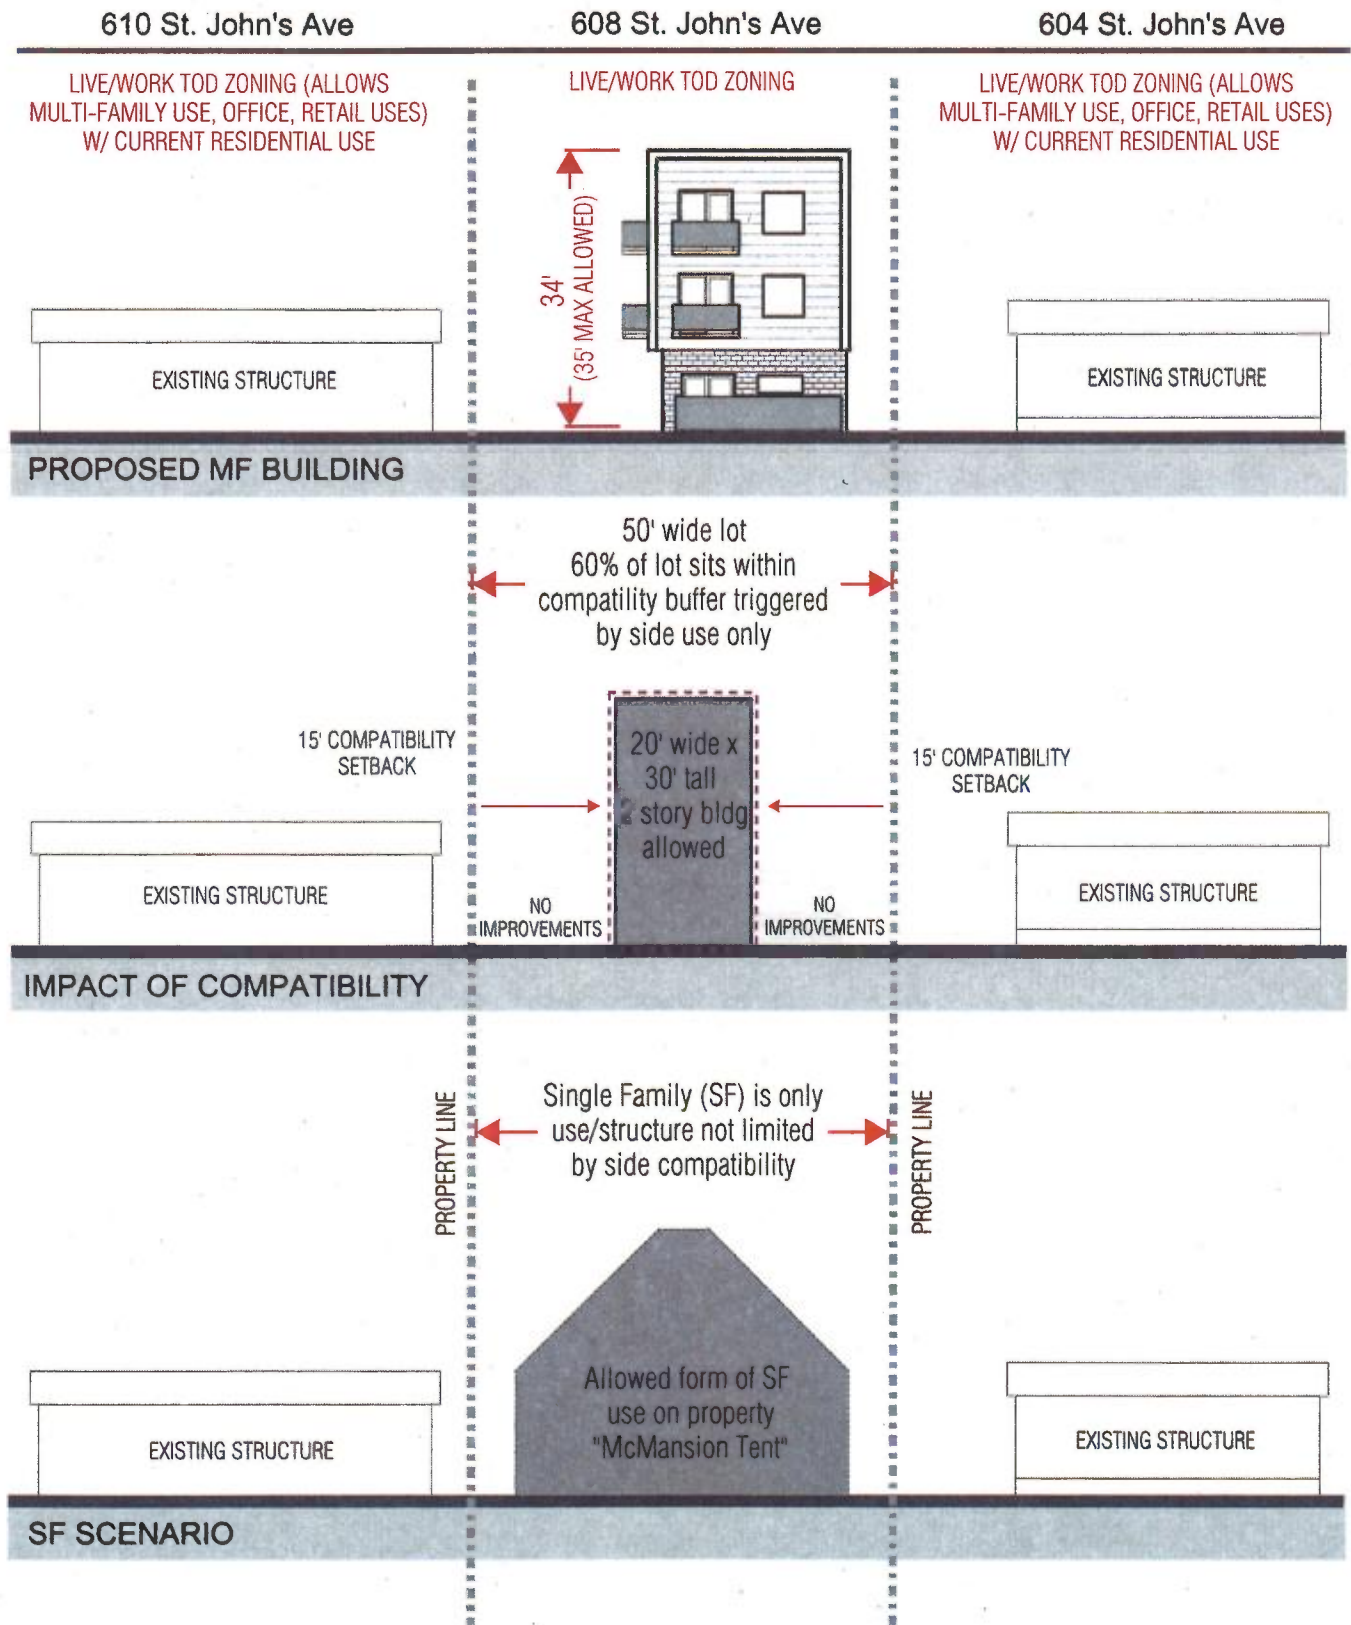 610 St. John's Ave
608 St. John's Ave
604 St. John's Ave
LIVE/WORK TOD ZONING (ALLOWS
MULTI-FAMILY USE, OFFICE, RETAIL USES)
W/ CURRENT RESIDENTIAL USE
LIVE/WORK TOD ZONING
LIVE/WORK TOD ZONING (ALLOWS
MULTI-FAMILY USE, OFFICE, RETAIL USES)
W/ CURRENT RESIDENTIAL USE
34'
(35' MAX ALLOWED)
EXISTING STRUCTURE
EXISTING STRUCTURE
PROPOSED MF BUILDING
50' wide lot
60% of lot sits within
compatility buffer triggered
by side use only
15' COMPATIBILITY
SETBACK
20' wide x
30' tall
2 story bldg
allowed
15' COMPATIBILITY
SETBACK
EXISTING STRUCTURE
NO
IMPROVEMENTS
NO
IMPROVEMENTS
EXISTING STRUCTURE
IMPACT OF COMPATIBILITY
PROPERTY LINE
Single Family (SF) is only
use/structure not limited
by side compatibility
PROPERTY LINE
Allowed form of SF
use on property
"McMansion Tent"
EXISTING STRUCTURE
EXISTING STRUCTURE
SF SCENARIO